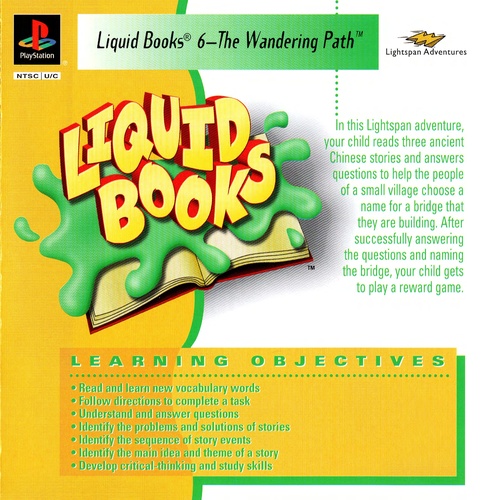 PlayStation
NTSC U/C
Liquid Books® 6–The Wandering Path™
Lightspan Adventures
LIQUID
BOOKS
™
In this Lightspan adventure,
your child reads three ancient
Chinese stories and answers
questions to help the people
of a small village choose a
name for a bridge that
they are building. After
successfully answering
the questions and naming
the bridge, your child gets
to play a reward game.
LEARNING OBJECTIVES
• Read and learn new vocabulary words
• Follow directions to complete a task
• Understand and answer questions
• Identify the problems and solutions of stories
• Identify the sequence of story events
• Identify the main idea and theme of a story
• Develop critical thinking and study skills